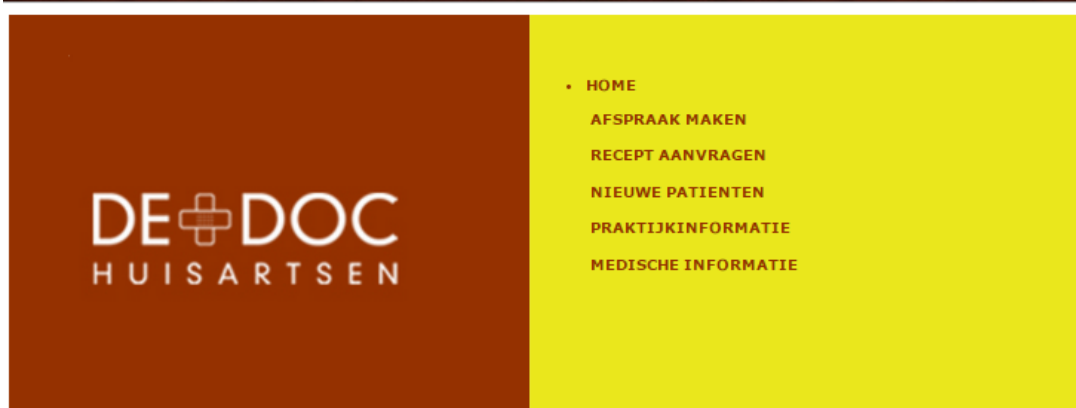 DE DOC
HUISARTSEN
• HOME
AFSPRAAK MAKEN
RECEPT AANVRAGEN
NIEUWE PATIENTEN
PRAKTIJKINFORMATIE
MEDISCHE INFORMATIE